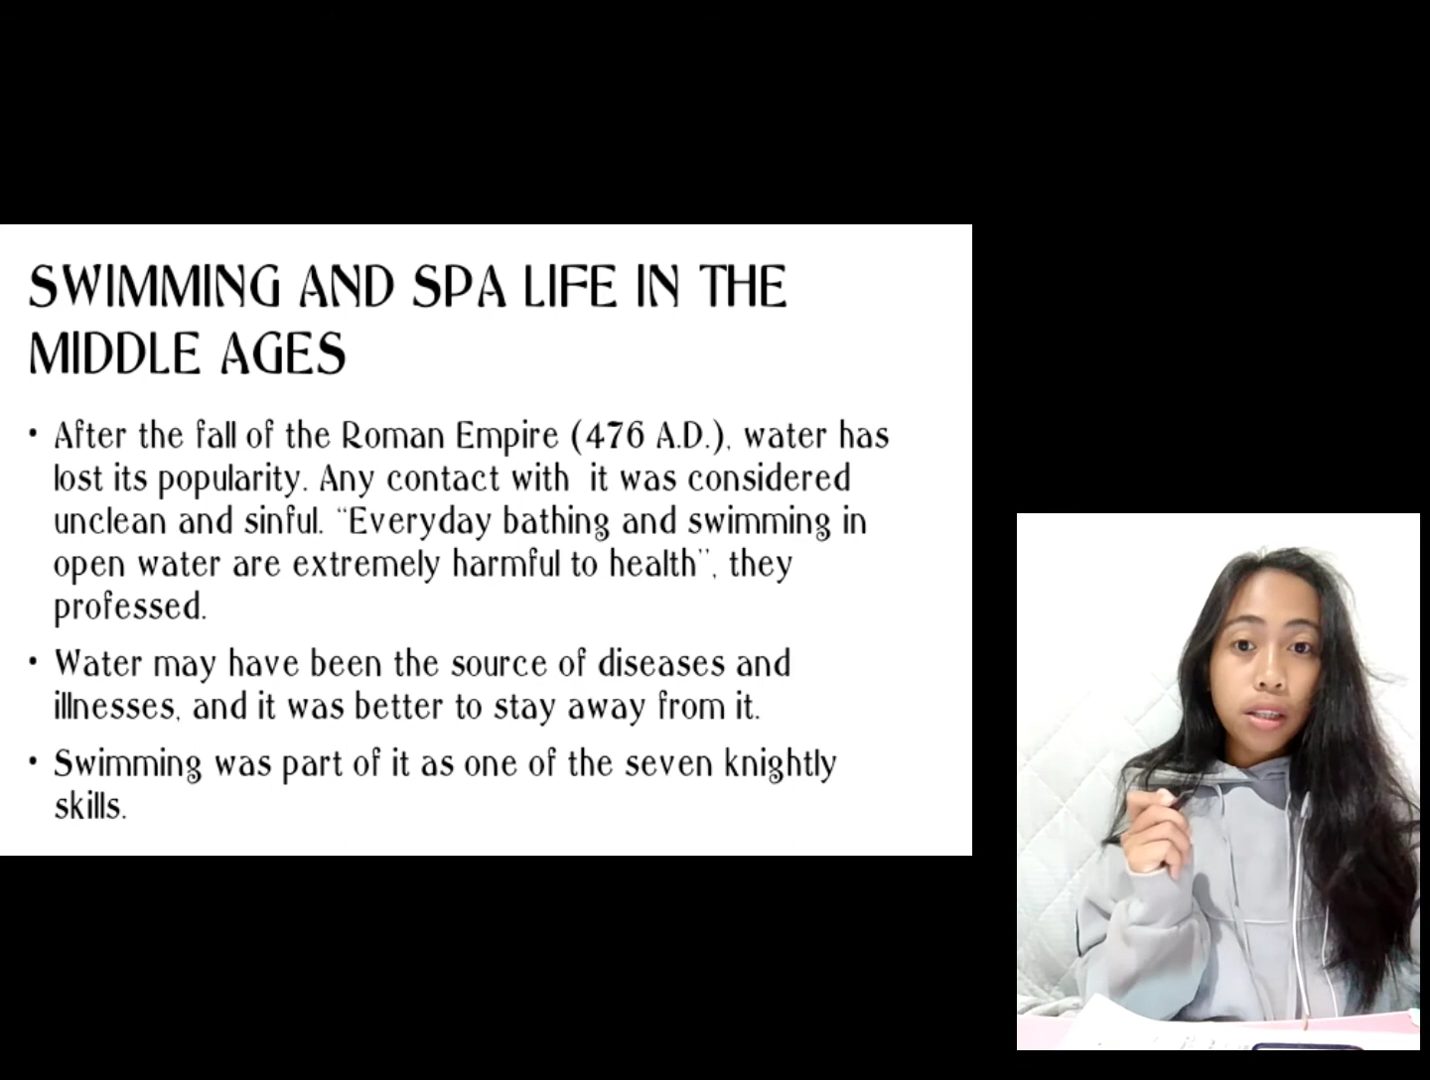 SWIMMING AND SPA LIFE IN THE
MIDDLE AGES
• After the fall of the Roman Empire (476 A.D.), water has
lost its popularity. Any contact with it was considered
unclean and sinful. "Everyday bathing and swimming in
open water are extremely harmful to health", they
professed.
• Water may have been the source of diseases and
illnesses, and it was better to stay away from it.
• Swimming was part of it as one of the seven knightly
skills.